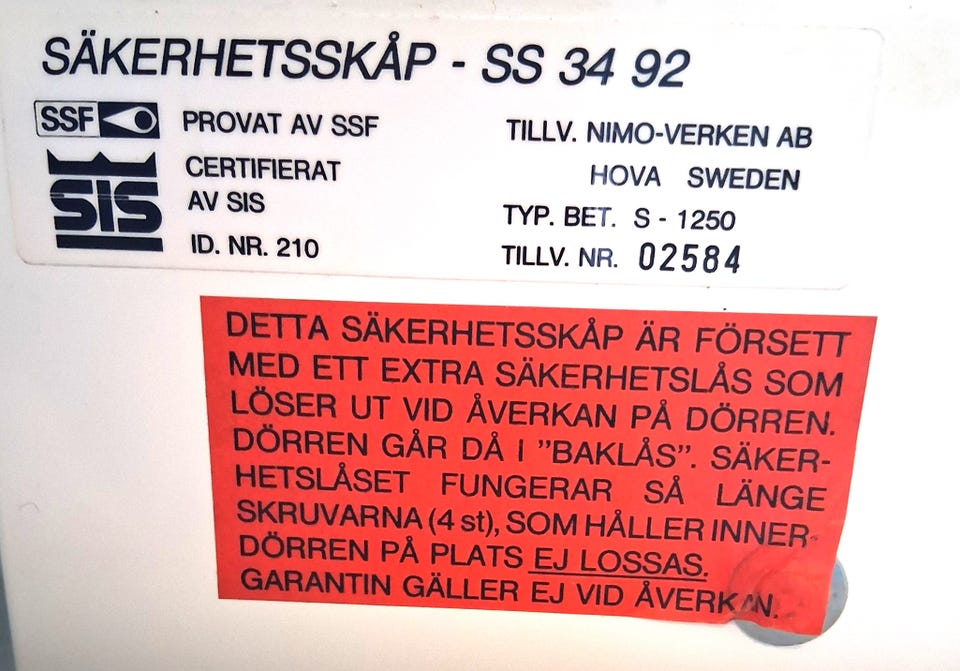 SÄKERHETSSKÅP - SS 34 92
SSF
PROVAT AV SSF
SIS
CERTIFIERAT
AV SIS
ID. NR. 210
TILLV. NIMO-VERKEN AB
HOVA SWEDEN
TYP. BET. S - 1250
TILLV. NR. 02584
DETTA SÄKERHETSSKÅP ÄR FÖRSETT
MED ETT EXTRA SÄKERHETSLÅS SOM
LÖSER UT VID ÅVERKAN PÅ DÖRREN.
DÖRREN GÅR DÅ I "BAKLÅS". SÄKER-
HETSLÅSET FUNGERAR SÅ LÄNGE
SKRUVARNA (4 st), SOM HÅLLER INNER-
DÖRREN PÅ PLATS EJ LOSSAS.
GARANTIN GÄLLER EJ VID ÅVERKAN.